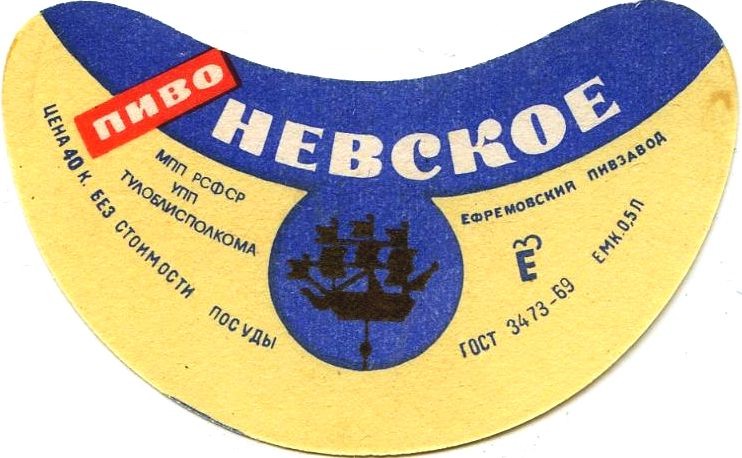 ПИВО
НЕВСКОЕ
МПП РСФСР
УПП
ТУЛОБЛИСПОЛКОМА
ЦЕНА 40 К. БЕЗ СТОИМОСТИ ПОСУДЫ
ЕФРЕМОВСКИЙ ПИВЗАВОД
Е
ГОСТ 3473-69 ЕМК.0,5Л